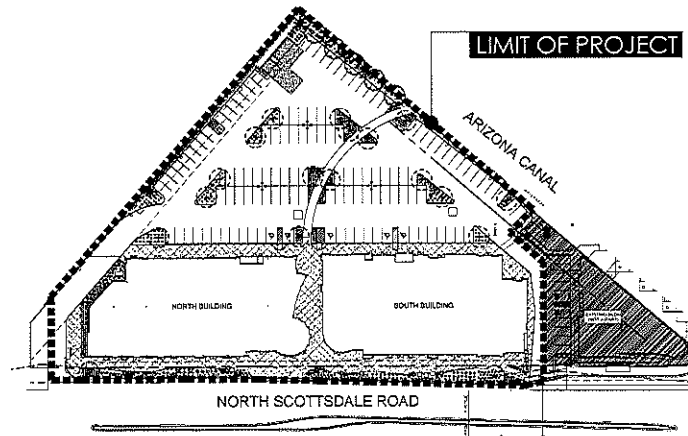 LIMIT OF PROJECT
ARIZONA CANAL
NORTH BUILDING
SOUTH BUILDING
NORTH SCOTTSDALE ROAD